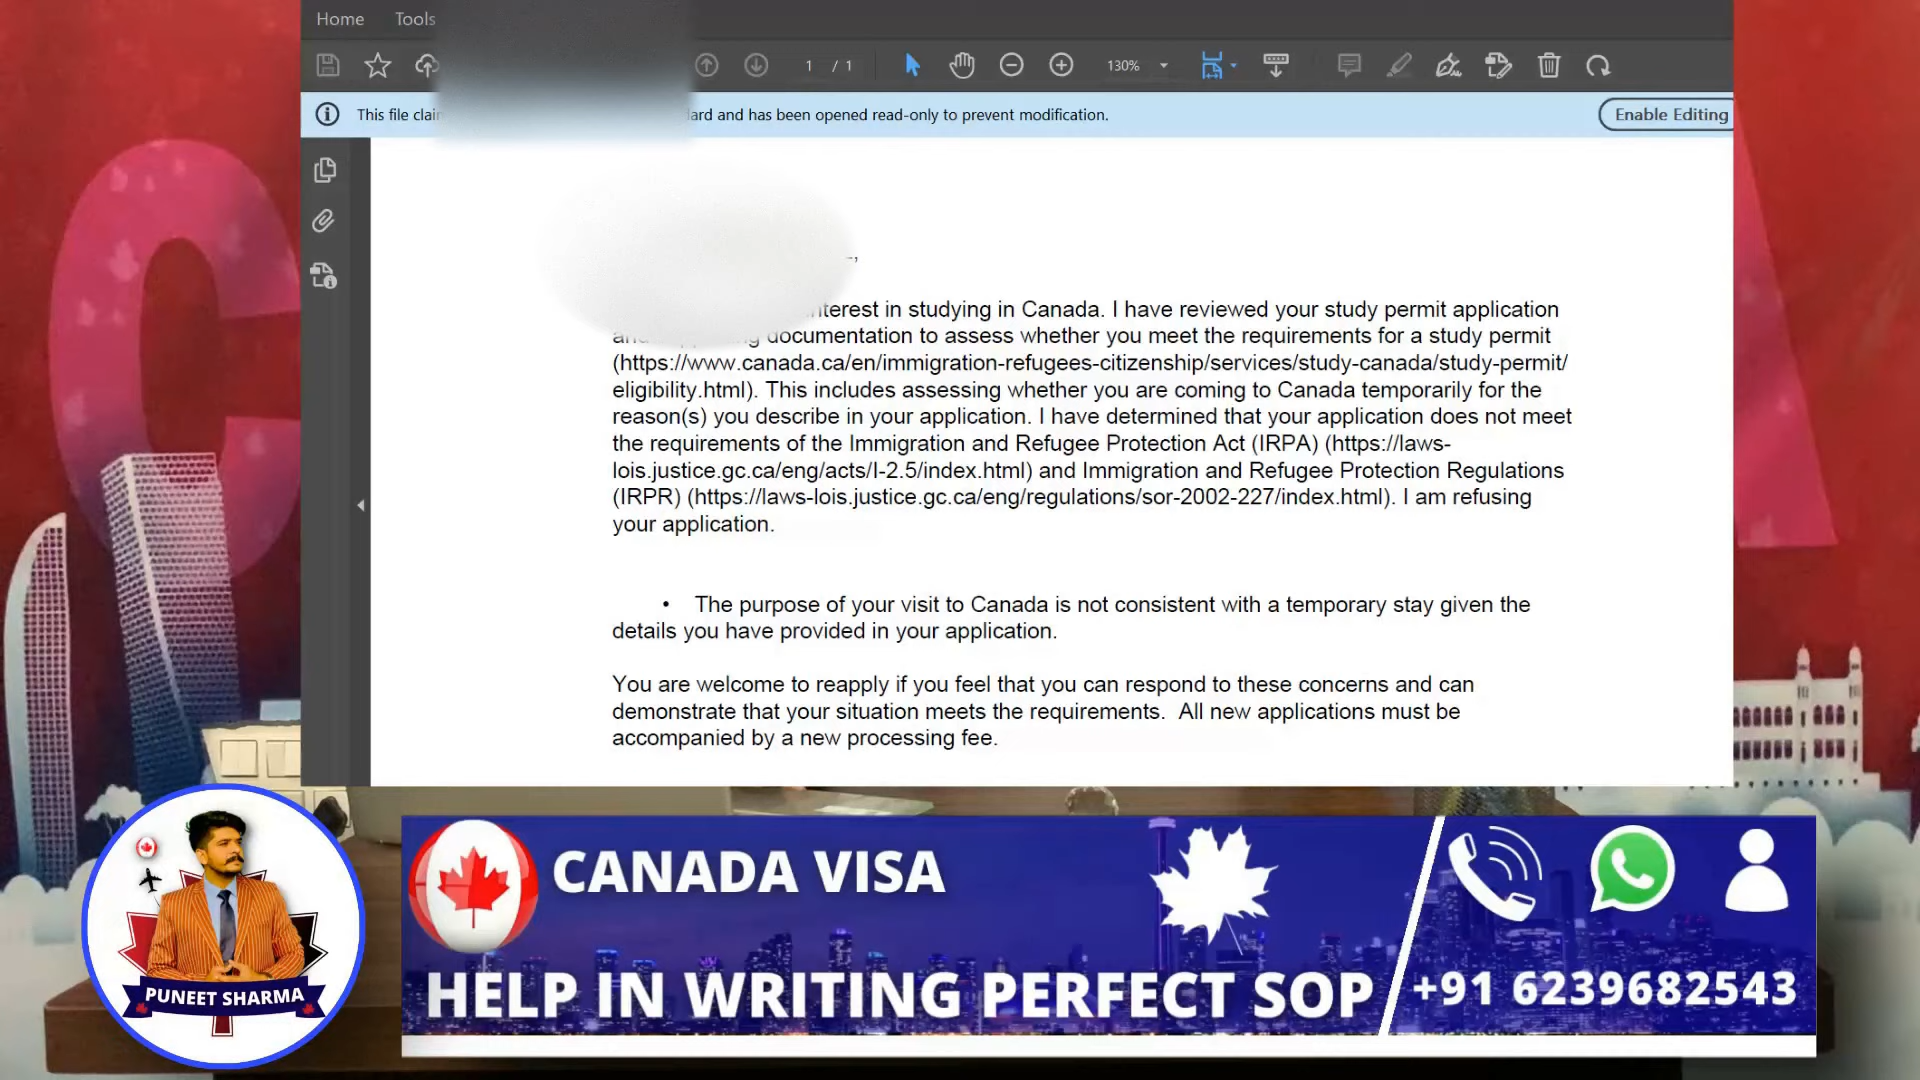 Home Tools
1 / 1 130%
This file ard and has been opened read-only to prevent modification.
Enable Editing
interest in studying in Canada. I have reviewed your study permit application
documentation to assess whether you meet the requirements for a study permit
(https://www.canada.ca/en/immigration-refugees-citizenship/services/study-canada/study-permit/
eligibility.html). This includes assessing whether you are coming to Canada temporarily for the
reason(s) you describe in your application. I have determined that your application does not meet
the requirements of the Immigration and Refugee Protection Act (IRPA) (https://laws-
lois.justice.gc.ca/eng/acts/I-2.5/index.html) and Immigration and Refugee Protection Regulations
(IRPR) (https://laws-lois.justice.gc.ca/eng/regulations/sor-2002-227/index.html). I am refusing
your application.
• The purpose of your visit to Canada is not consistent with a temporary stay given the
details you have provided in your application.
You are welcome to reapply if you feel that you can respond to these concerns and can
demonstrate that your situation meets the requirements. All new applications must be
accompanied by a new processing fee.
PUNEET SHARMA
CANADA VISA
HELP IN WRITING PERFECT SOP
+91 6239682543